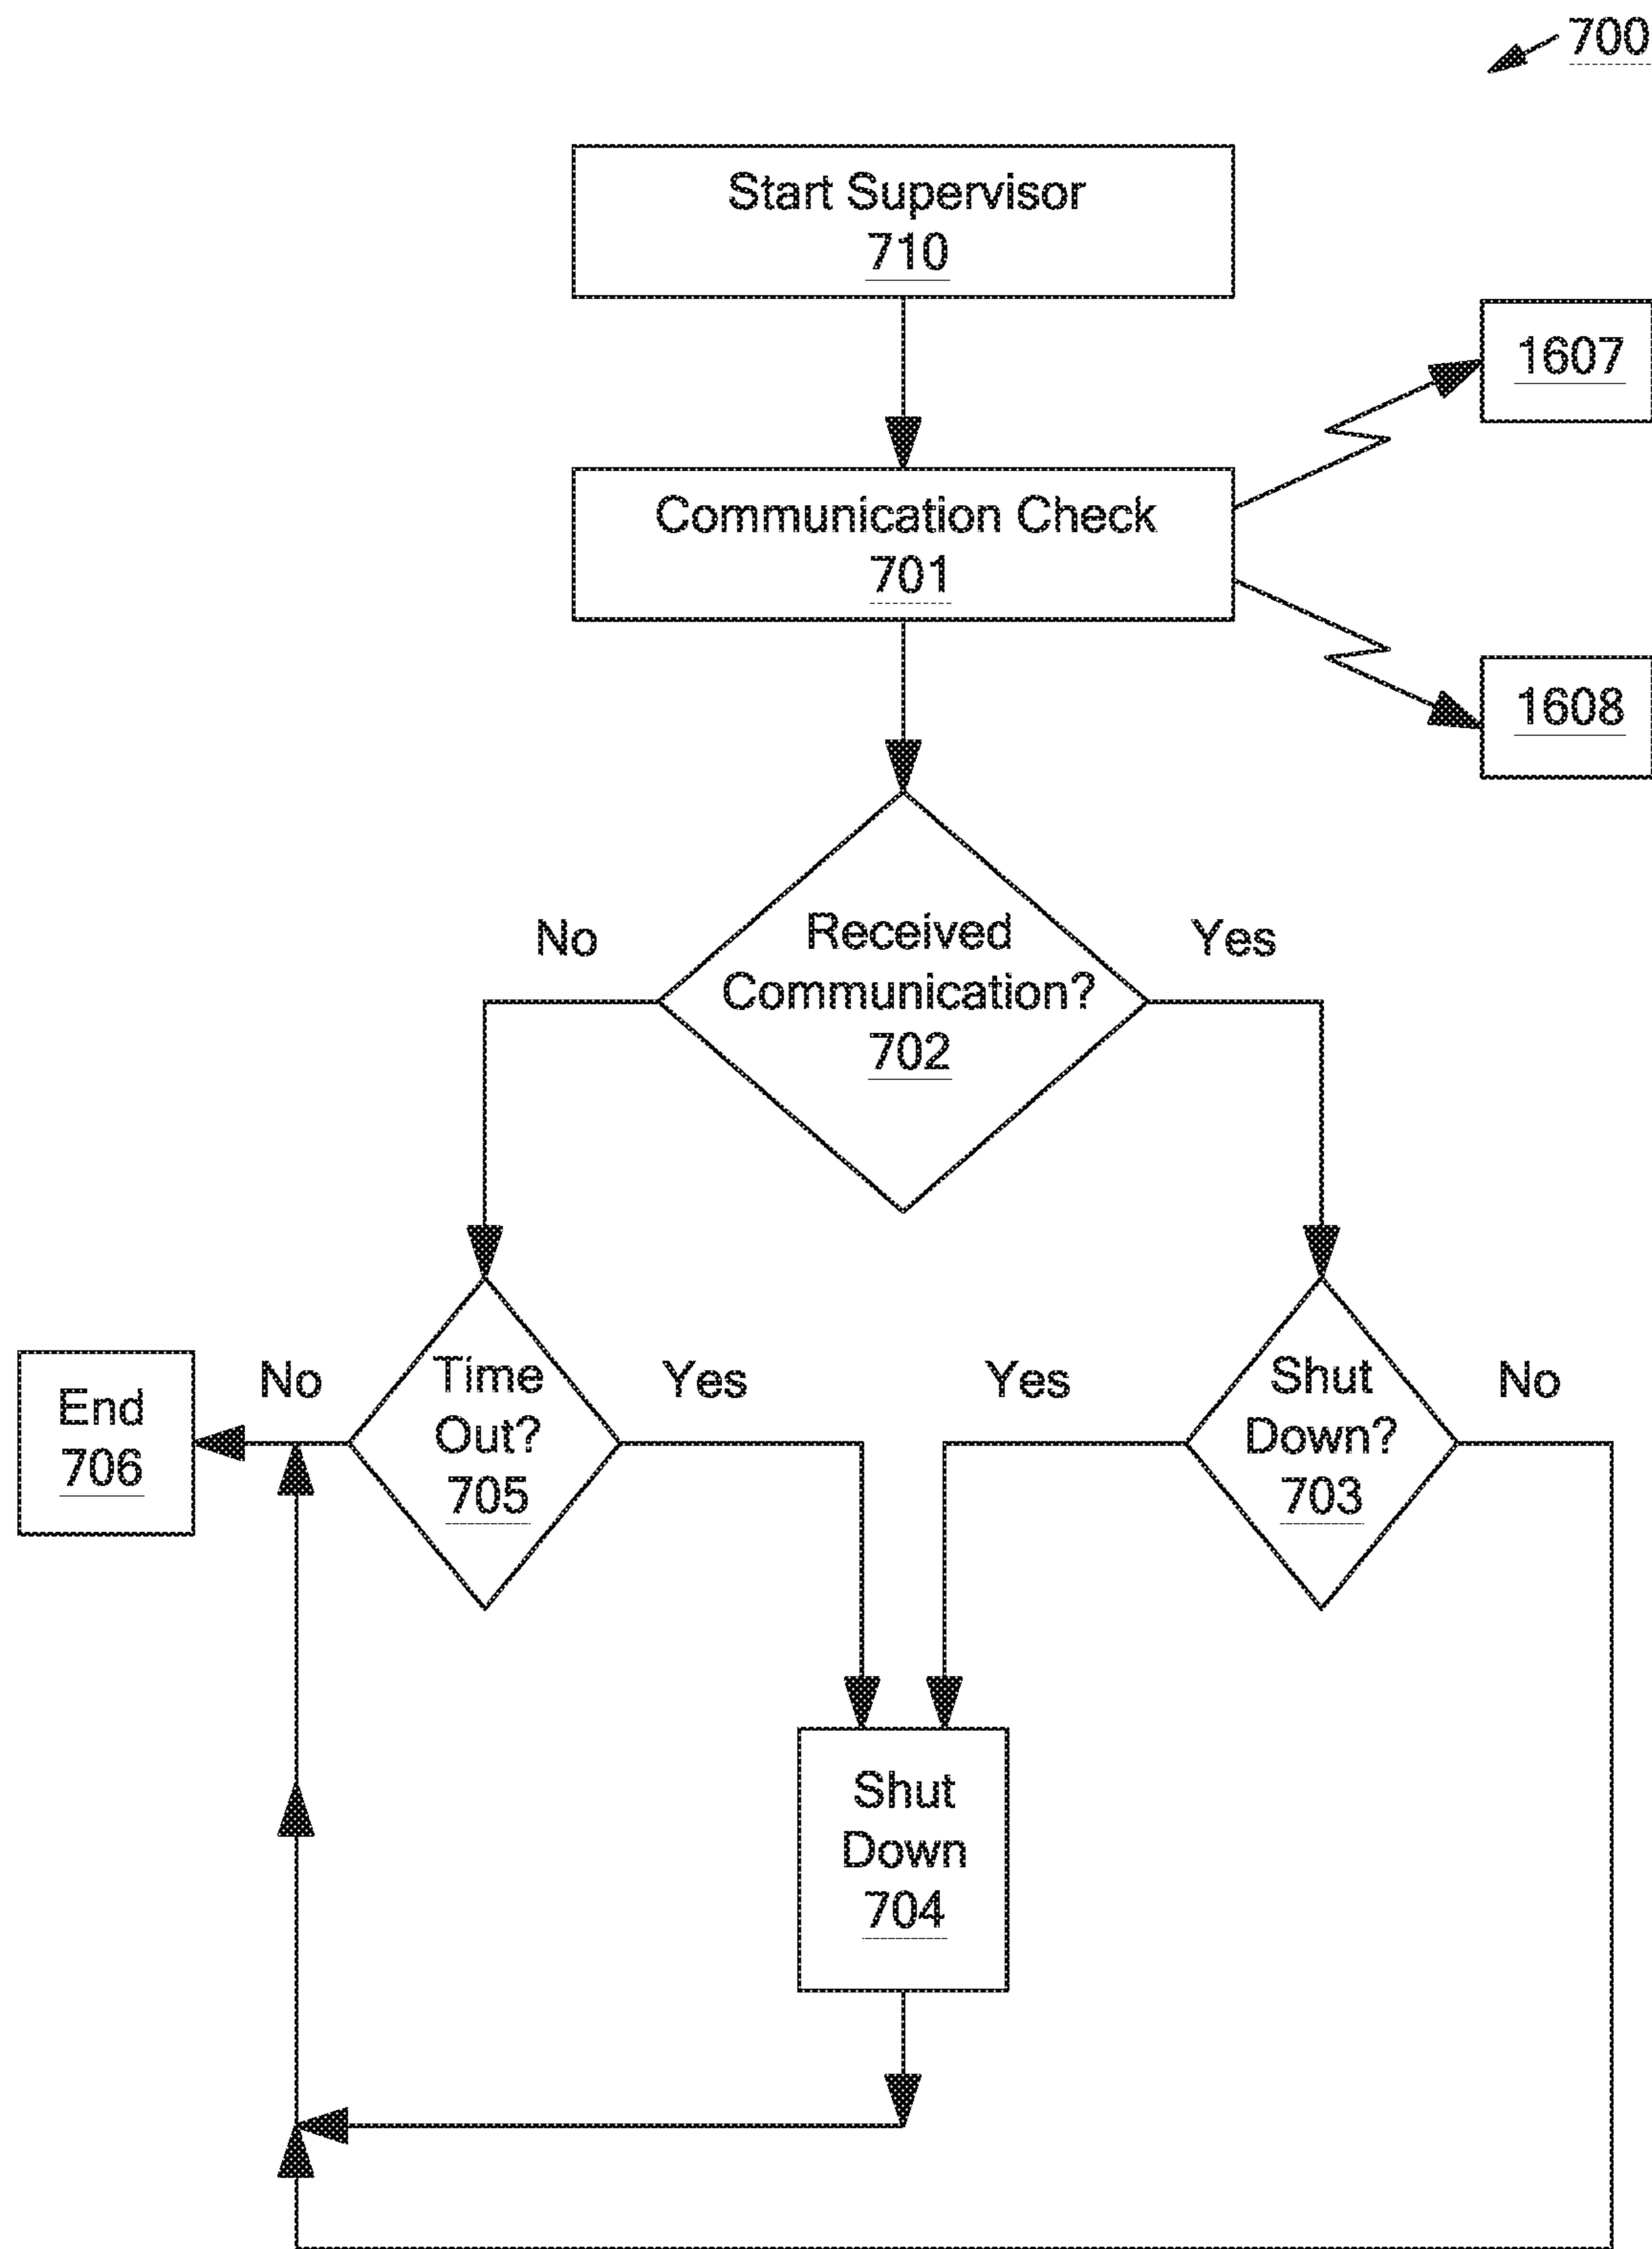 700
Start Supervisor
710
1607
Communication Check
701
1608
No
Received
Communication?
702
Yes
End
706
No
Time
Out?
705
Yes
Yes
Shut
Down?
703
No
Shut
Down
704